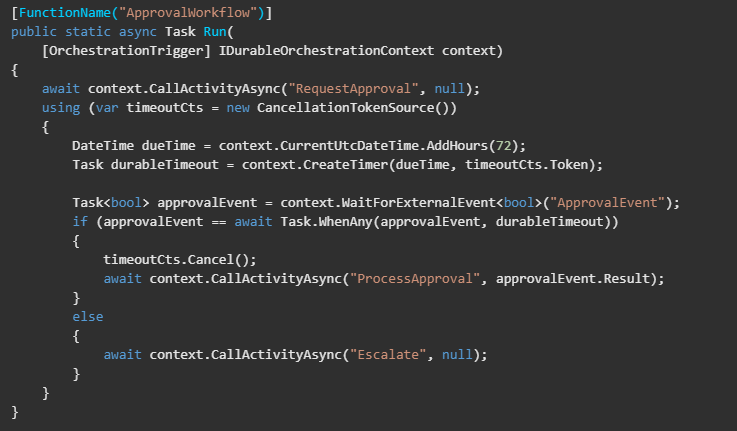 [FunctionName("ApprovalWorkflow")]
public static async Task Run(
    [OrchestrationTrigger] IDurableOrchestrationContext context)
{
    await context.CallActivityAsync("RequestApproval", null);
    using (var timeoutCts = new CancellationTokenSource())
    {
        DateTime dueTime = context.CurrentUtcDateTime.AddHours(72);
        Task durableTimeout = context.CreateTimer(dueTime, timeoutCts.Token);

        Task<bool> approvalEvent = context.WaitForExternalEvent<bool>("ApprovalEvent");
        if (approvalEvent == await Task.WhenAny(approvalEvent, durableTimeout))
        {
            timeoutCts.Cancel();
            await context.CallActivityAsync("ProcessApproval", approvalEvent.Result);
        }
        else
        {
            await context.CallActivityAsync("Escalate", null);
        }
    }
}